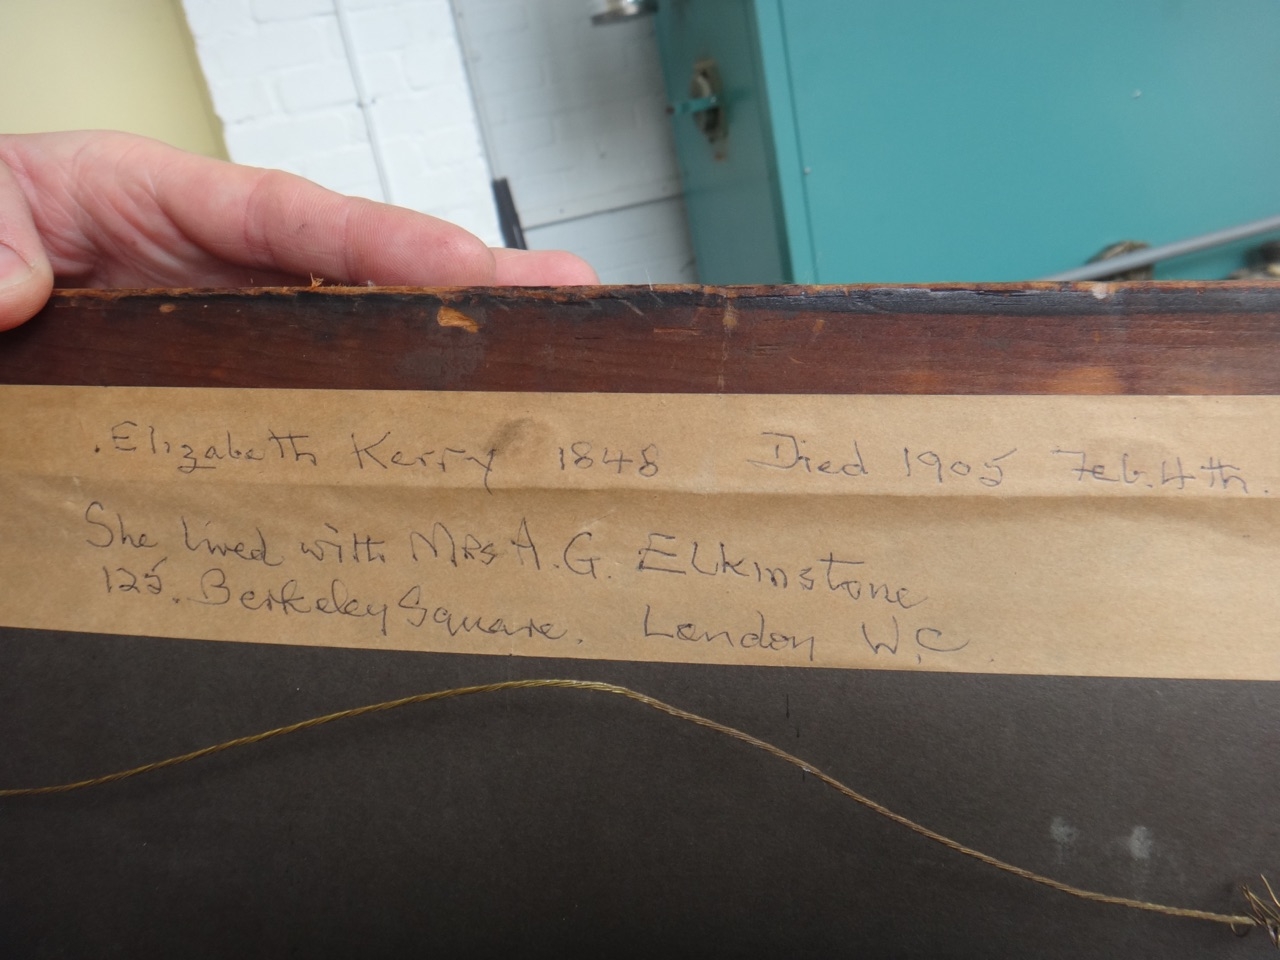 .Elizabeth Kerry 1848 Died 1905 Feb. 4th.
She lived with Mrs A. G. Elkinstone
125. Berkeley Square. London W.C.